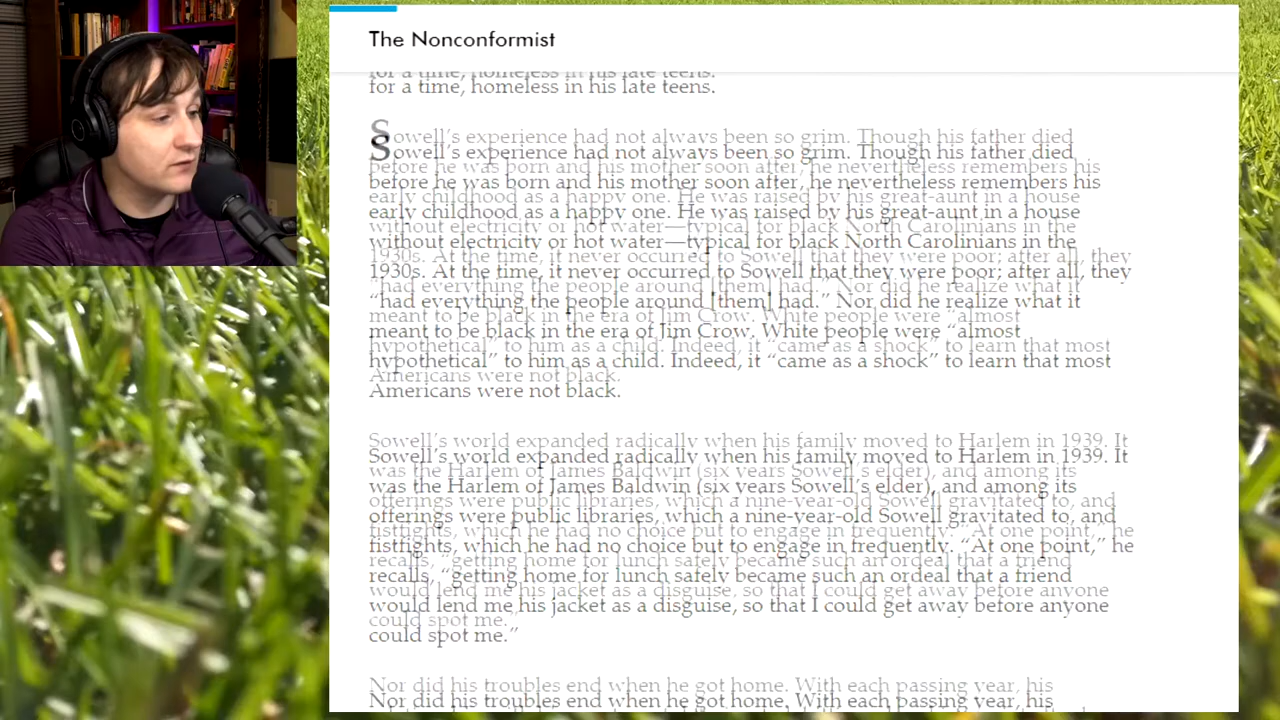 The Nonconformist
for a time, homeless in his late teens.
Sowell’s experience had not always been so grim. Though his father died
before he was born and his mother soon after, he nevertheless remembers his
early childhood as a happy one. He was raised by his great-aunt in a house
without electricity or hot water—typical for black North Carolinians in the
1930s. At the time, it never occurred to Sowell that they were poor; after all, they
“had everything the people around [them] had.” Nor did he realize what it
meant to be black in the era of Jim Crow. White people were “almost
hypothetical” to him as a child. Indeed, it “came as a shock” to learn that most
Americans were not black.
Sowell’s world expanded radically when his family moved to Harlem in 1939. It
was the Harlem of James Baldwin (six years Sowell’s elder), and among its
offerings were public libraries, which a nine-year-old Sowell gravitated to, and
fistfights, which he had no choice but to engage in frequently. “At one point,” he
recalls, “getting home for lunch safely became such an ordeal that a friend
would lend me his jacket as a disguise, so that I could get away before anyone
could spot me.”
Nor did his troubles end when he got home. With each passing year, his